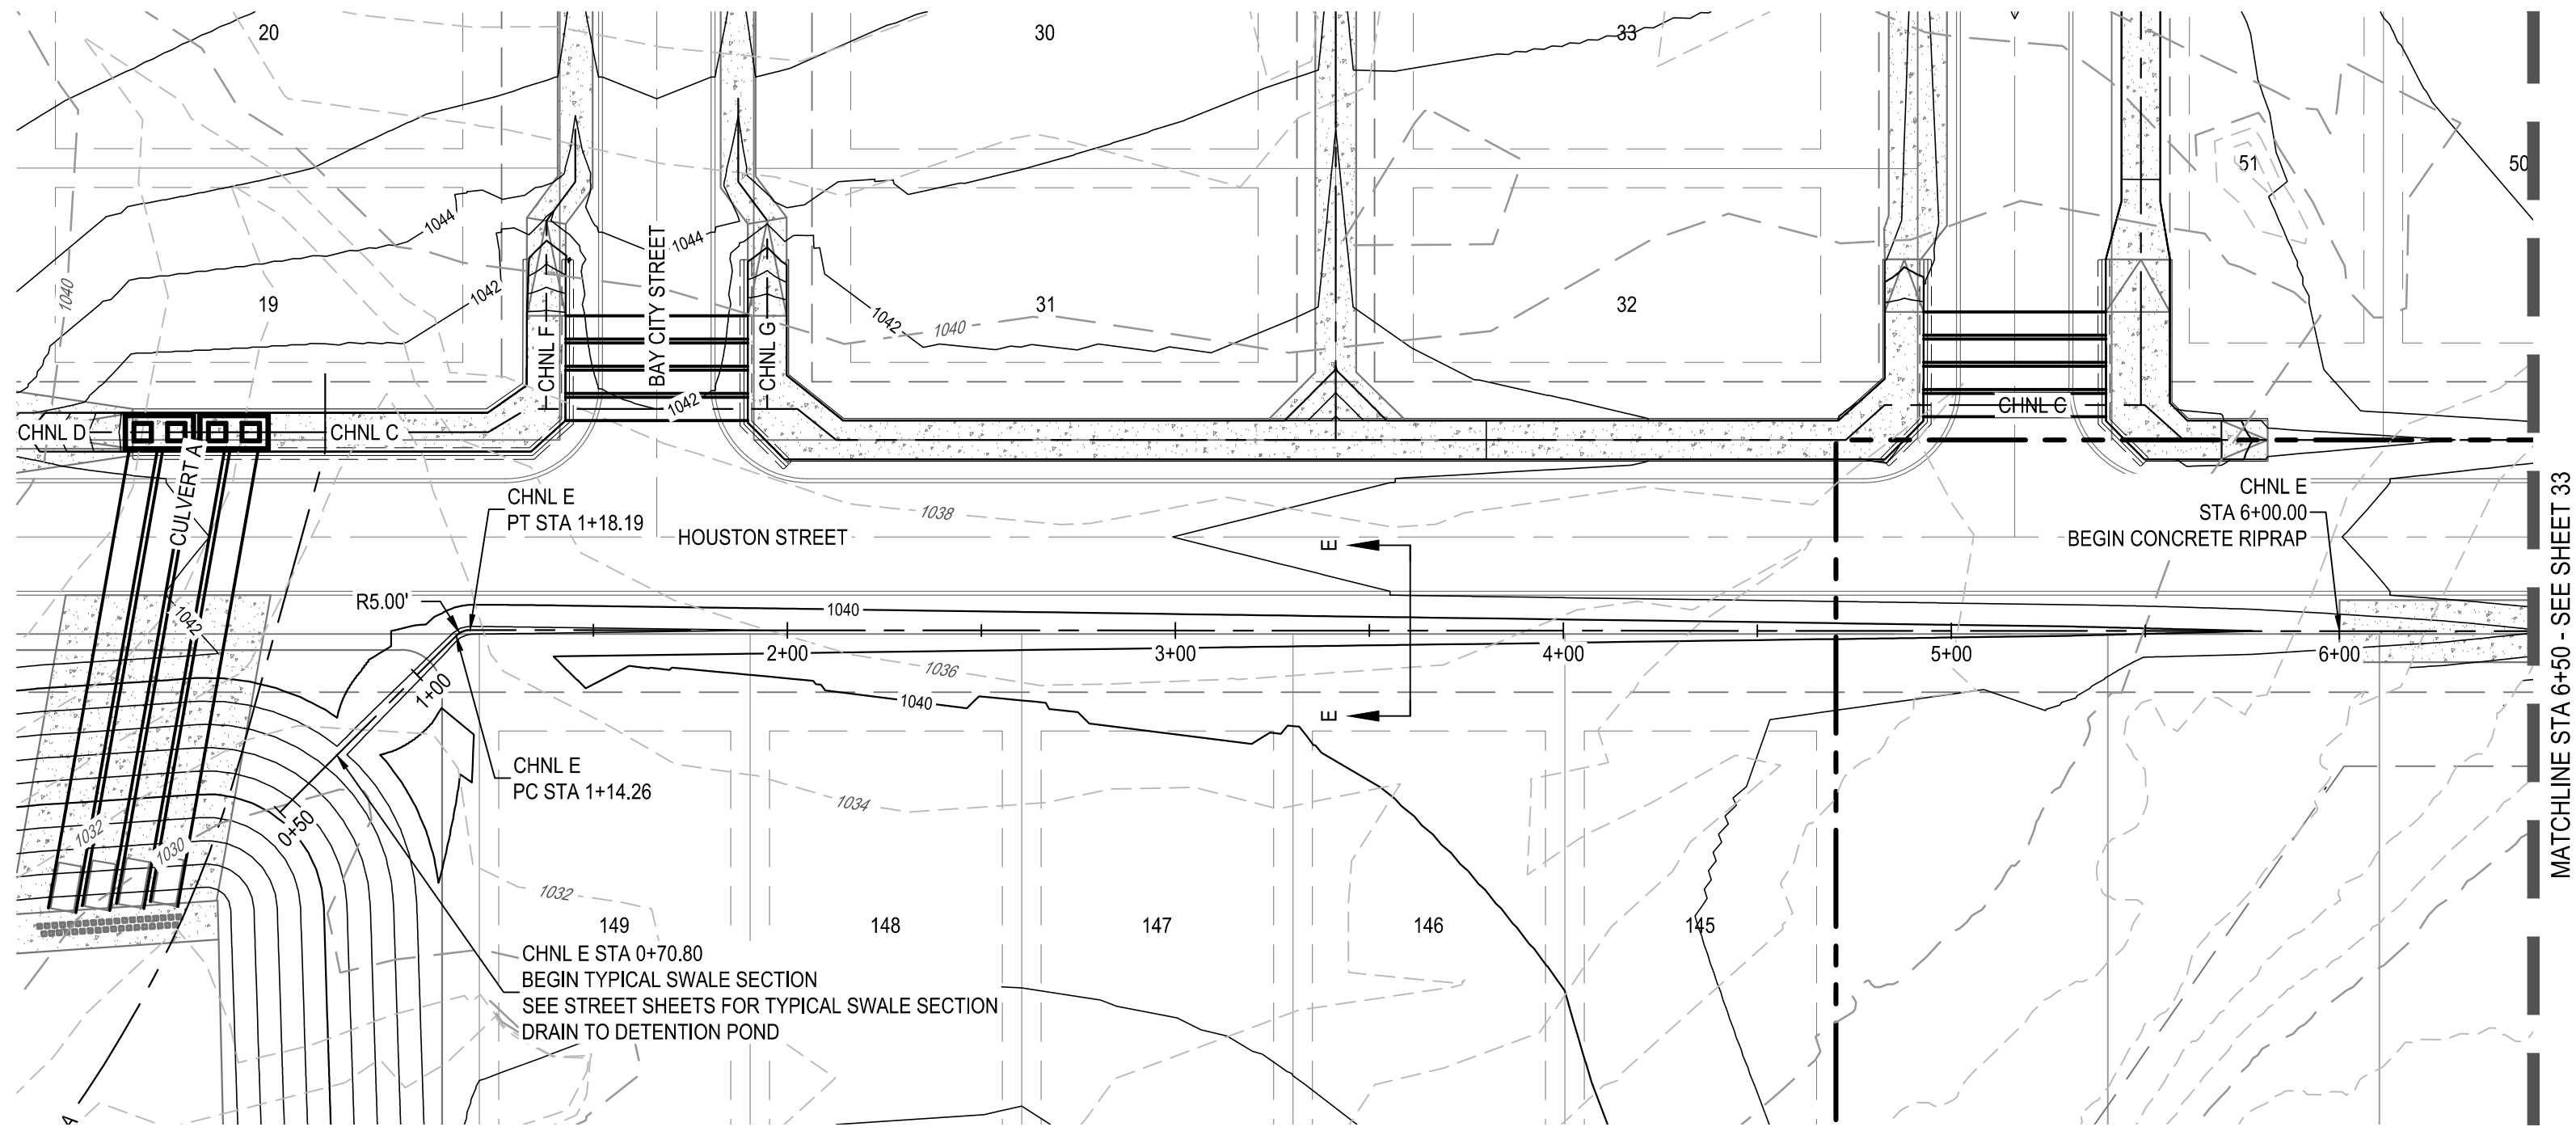 20
30
33
51
50
1044
1044
1040
1042
19
31
32
1042
1040
BAY CITY STREET
CHNL F
CHNL G
1042
CHNL D
CHNL C
CHNL C
CULVERT A
CHNL E
PT STA 1+18.19
HOUSTON STREET
1038
E
CHNL E
STA 6+00.00
BEGIN CONCRETE RIPRAP
MATCHLINE STA 6+50 - SEE SHEET 33
R5.00'
1042
1040
2+00
3+00
4+00
5+00
6+00
1036
1+00
1040
E
CHNL E
PC STA 1+14.26
1034
0+50
1032
1030
1032
149
148
147
146
145
CHNL E STA 0+70.80
BEGIN TYPICAL SWALE SECTION
SEE STREET SHEETS FOR TYPICAL SWALE SECTION
DRAIN TO DETENTION POND
A